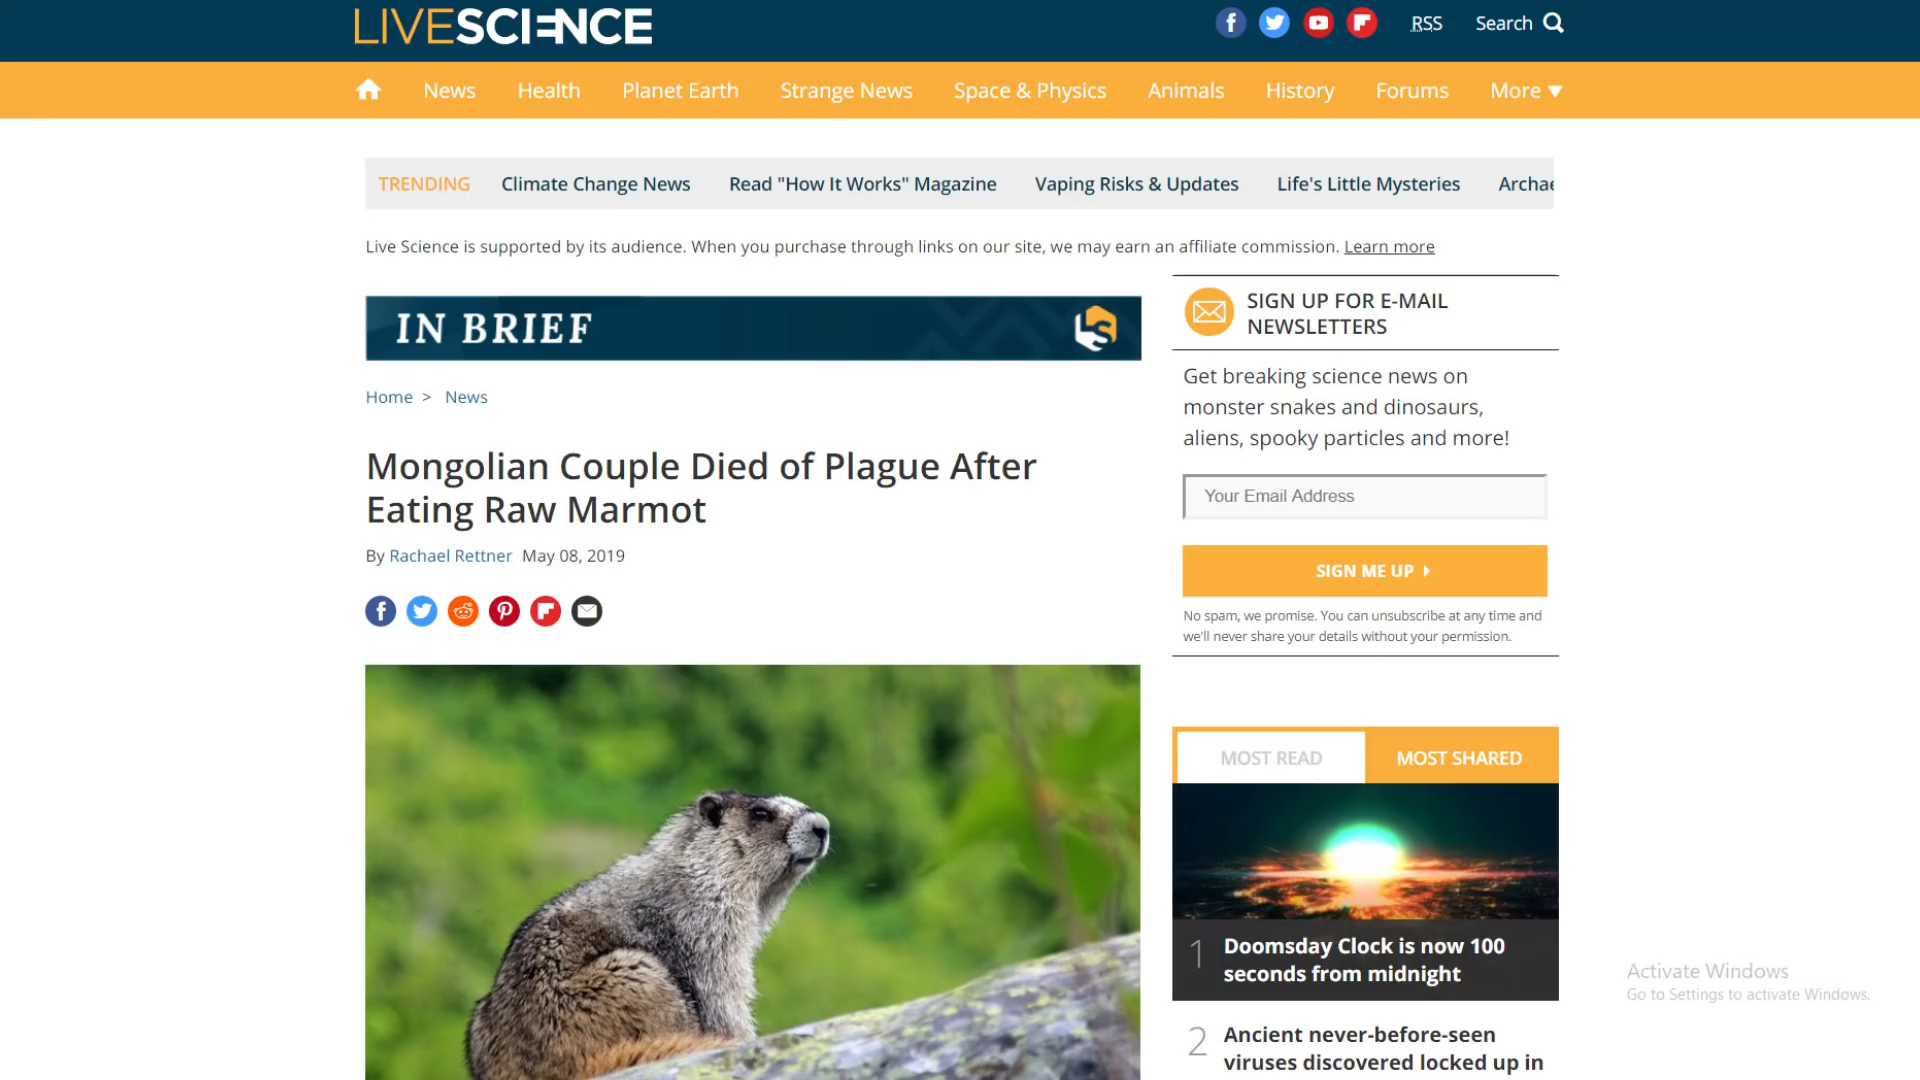 LIVESCIENCE
RSS
Search
News
Health
Planet Earth
Strange News
Space & Physics
Animals
History
Forums
More
TRENDING
Climate Change News
Read "How It Works" Magazine
Vaping Risks & Updates
Life's Little Mysteries
Archae
Live Science is supported by its audience. When you purchase through links on our site, we may earn an affiliate commission. Learn more
IN BRIEF
Home > News
Mongolian Couple Died of Plague After
Eating Raw Marmot
By Rachael Rettner May 08, 2019
SIGN UP FOR E-MAIL
NEWSLETTERS
Get breaking science news on
monster snakes and dinosaurs,
aliens, spooky particles and more!
Your Email Address
SIGN ME UP
No spam, we promise. You can unsubscribe at any time and
we'll never share your details without your permission.
MOST READ
MOST SHARED
1 Doomsday Clock is now 100
seconds from midnight
2 Ancient never-before-seen
viruses discovered locked up in
Activate Windows
Go to Settings to activate Windows.